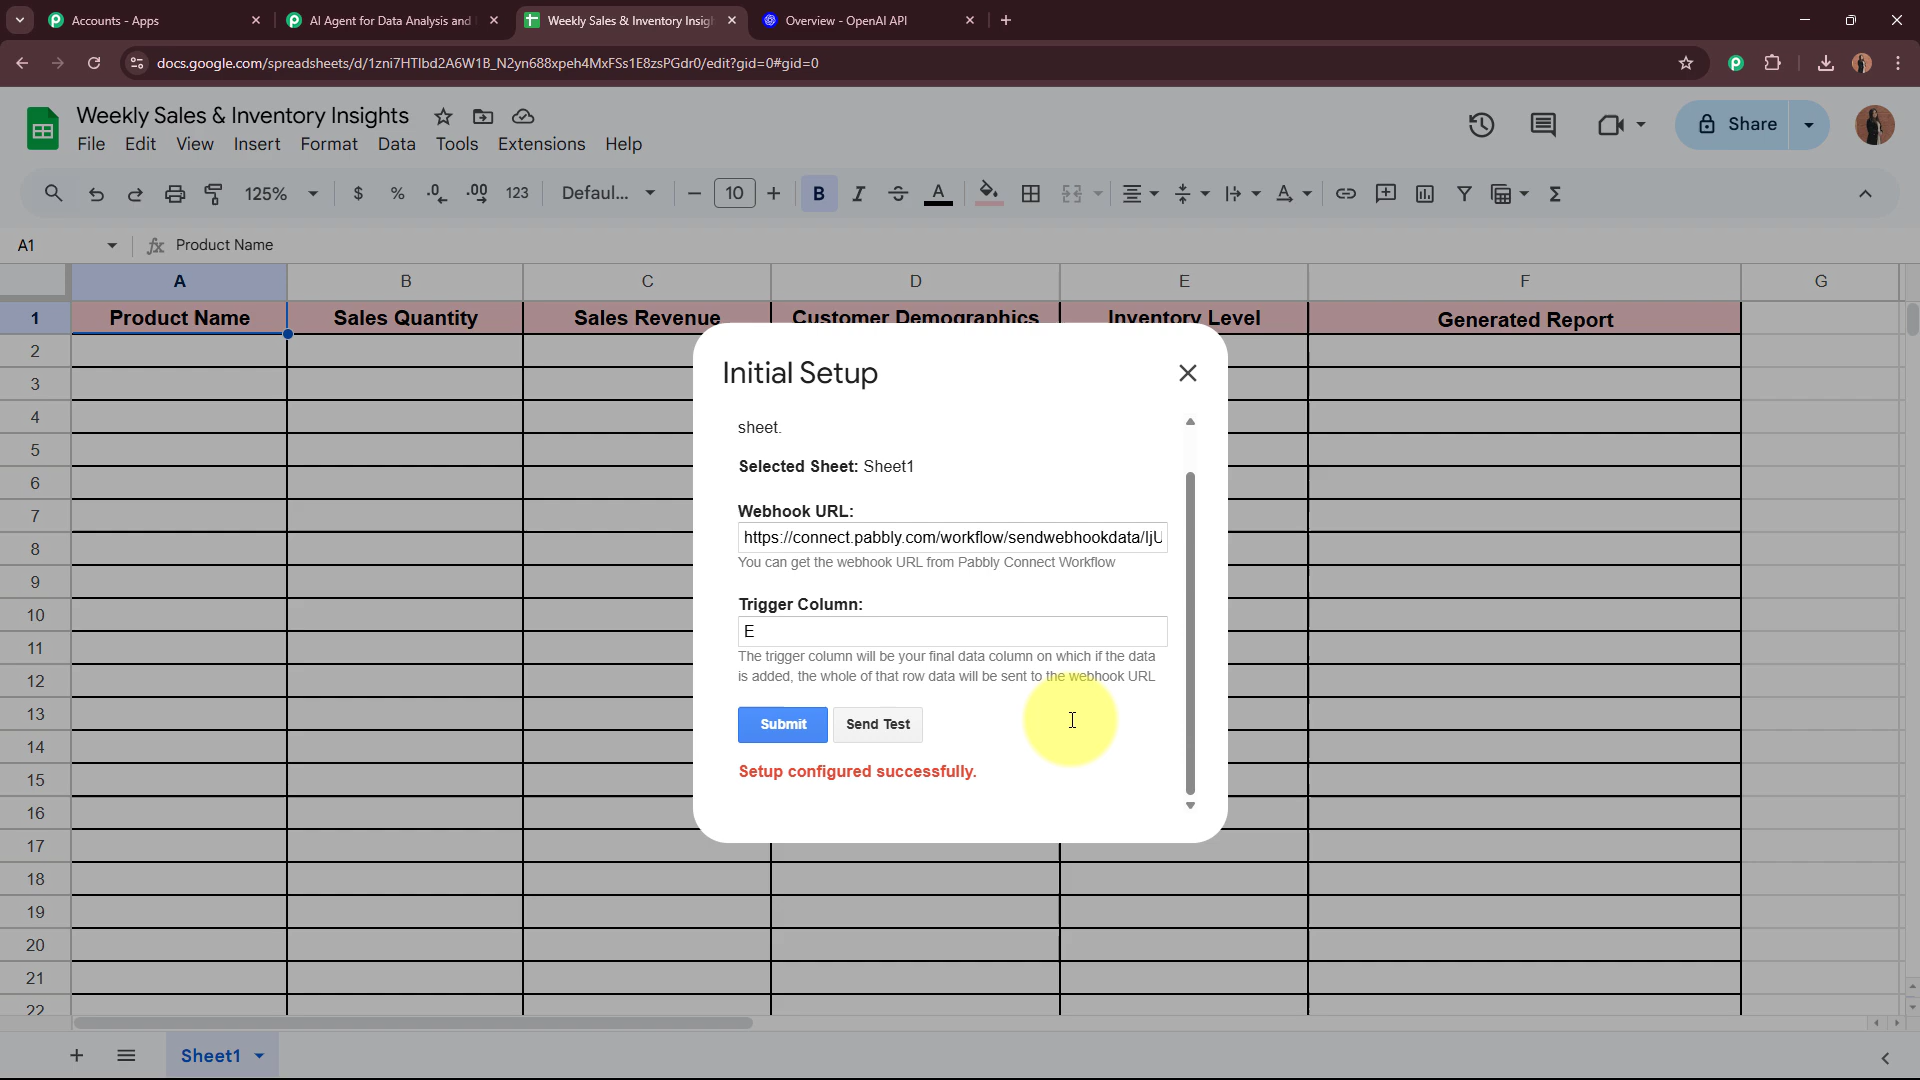 Accounts - Apps
AI Agent for Data Analysis and
Weekly Sales & Inventory Insigh
Overview - OpenAI API
docs.google.com/spreadsheets/d/1zni7HTlbd2A6W1B_N2yn688xpeh4MxFSs1E8zsPGdr0/edit?gid=0#gid=0
Weekly Sales & Inventory Insights
File Edit View Insert Format Data Tools Extensions Help
Share
125% $ % .0 .00 123 Defaul... 10 B I A
A1 fx Product Name
A B C D E F G
1 Product Name Sales Quantity Sales Revenue Customer Demographics Inventory Level Generated Report
2
3
4
5
6
7
8
9
10
11
12
13
14
15
16
17
18
19
20
21
22
Initial Setup
sheet.
Selected Sheet: Sheet1
Webhook URL:
https://connect.pabbly.com/workflow/sendwebhookdata/IjU
You can get the webhook URL from Pabbly Connect Workflow
Trigger Column:
E
The trigger column will be your final data column on which if the data
is added, the whole of that row data will be sent to the webhook URL
Submit Send Test
Setup configured successfully.
Sheet1